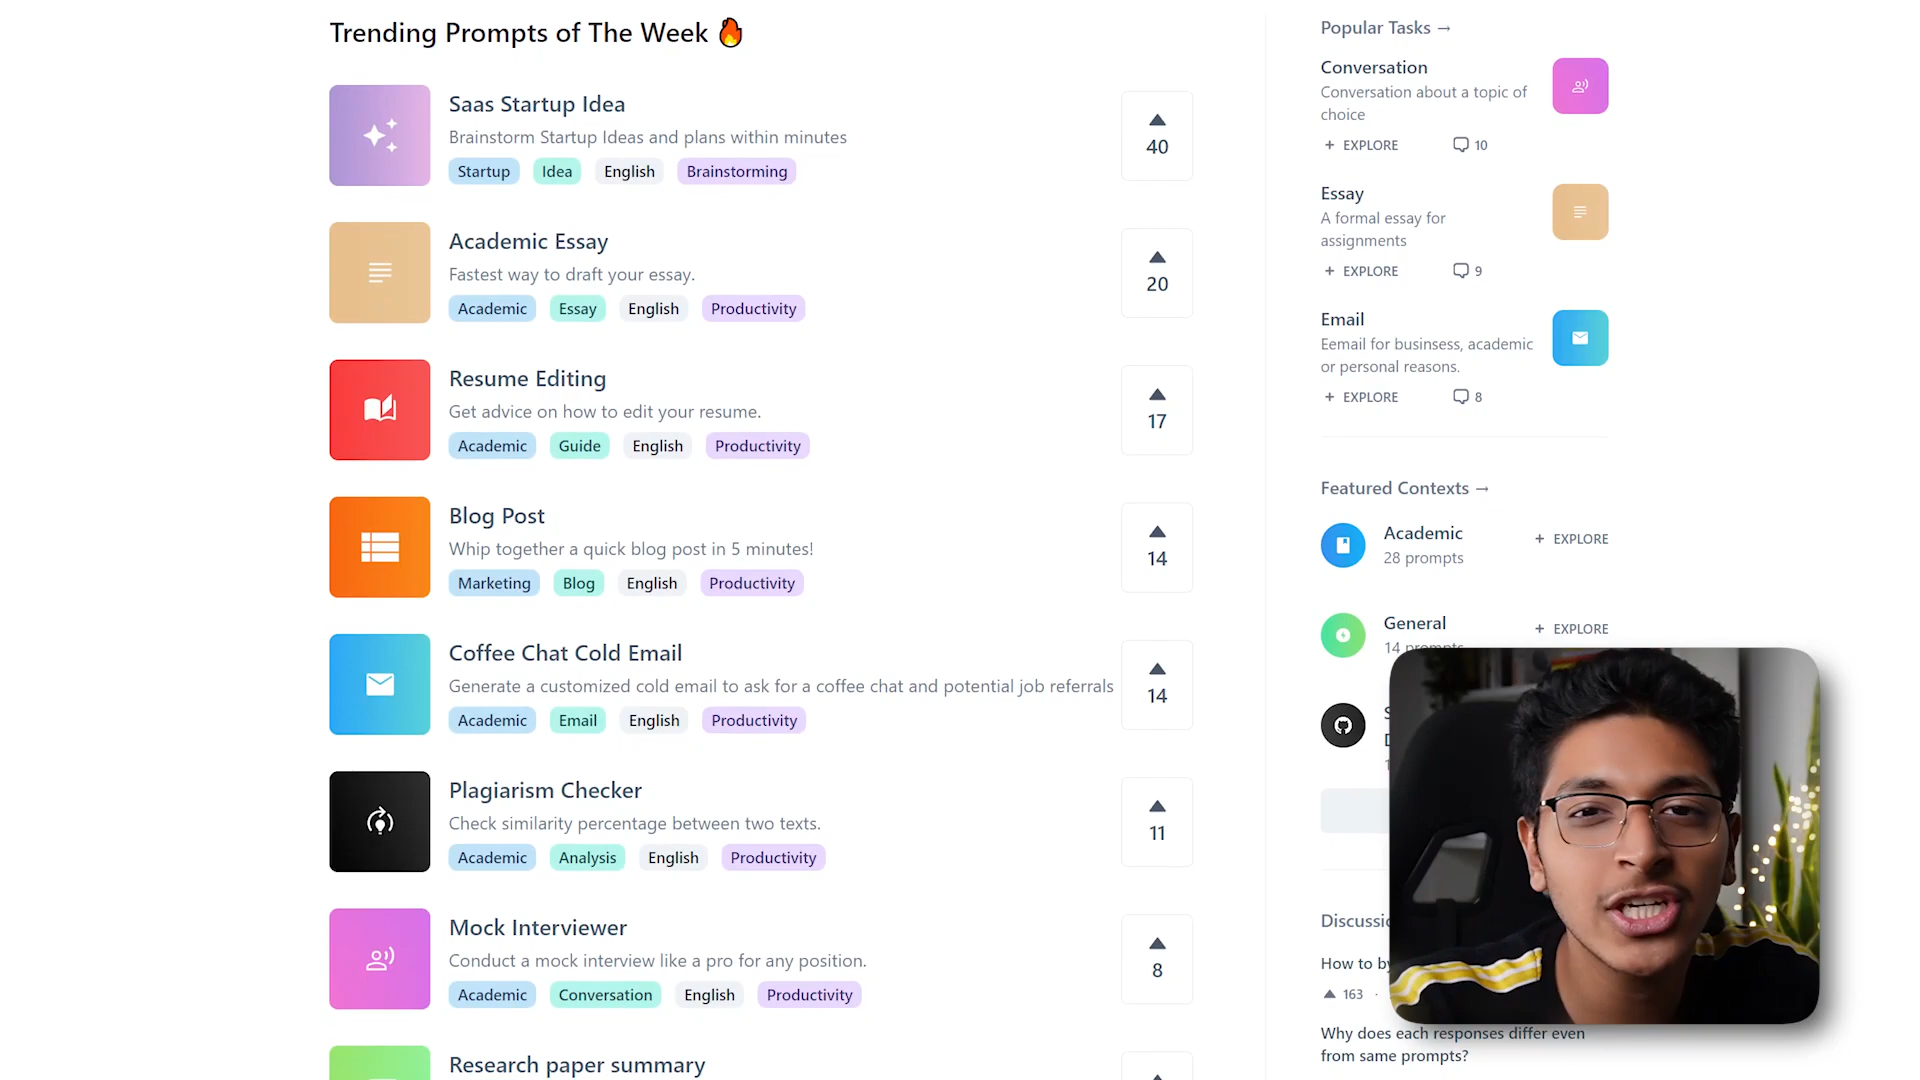 Trending Prompts of The Week 🔥
Saas Startup Idea
Brainstorm Startup Ideas and plans within minutes
Startup Idea English Brainstorming
40
Academic Essay
Fastest way to draft your essay.
Academic Essay English Productivity
20
Resume Editing
Get advice on how to edit your resume.
Academic Guide English Productivity
17
Blog Post
Whip together a quick blog post in 5 minutes!
Marketing Blog English Productivity
14
Coffee Chat Cold Email
Generate a customized cold email to ask for a coffee chat and potential job referrals
Academic Email English Productivity
14
Plagiarism Checker
Check similarity percentage between two texts.
Academic Analysis English Productivity
11
Mock Interviewer
Conduct a mock interview like a pro for any position.
Academic Conversation English Productivity
8
Research paper summary
Popular Tasks →
Conversation
Conversation about a topic of
choice
+ EXPLORE 10
Essay
A formal essay for
assignments
+ EXPLORE 9
Email
Eemail for businsess, academic
or personal reasons.
+ EXPLORE 8
Featured Contexts →
Academic
28 prompts
+ EXPLORE
General
14 prompts
+ EXPLORE
How to
163 ·
Why does each responses differ even
from same prompts?